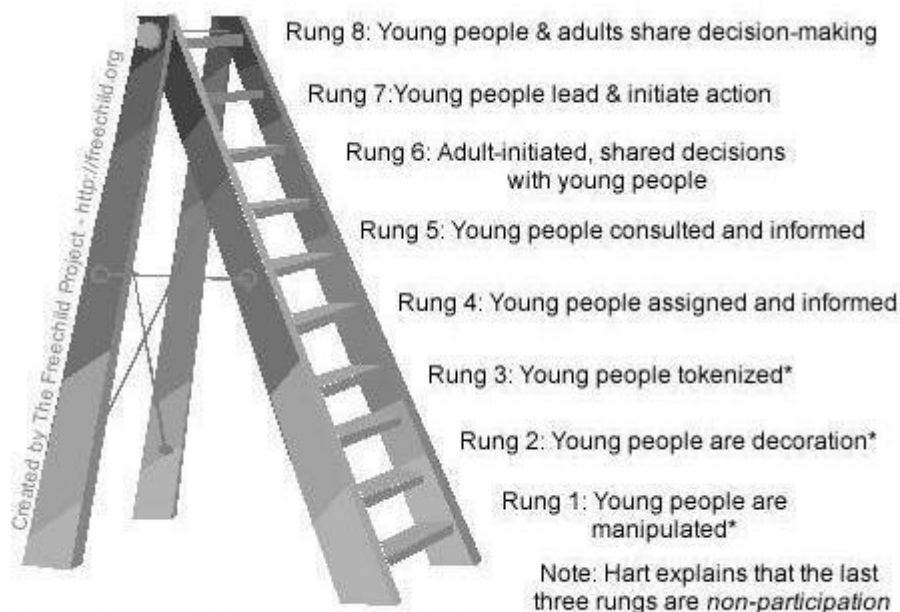 Rung 8: Young people & adults share decision-making
Rung 7:Young people lead & initiate action
Rung 6: Adult-initiated, shared decisions
with young people
Rung 5: Young people consulted and informed
Rung 4: Young people assigned and informed
Rung 3: Young people tokenized*
Rung 2: Young people are decoration*
Rung 1: Young people are
manipulated*
Note: Hart explains that the last
three rungs are non-participation
Created by The Freechild Project - http://freechild.org